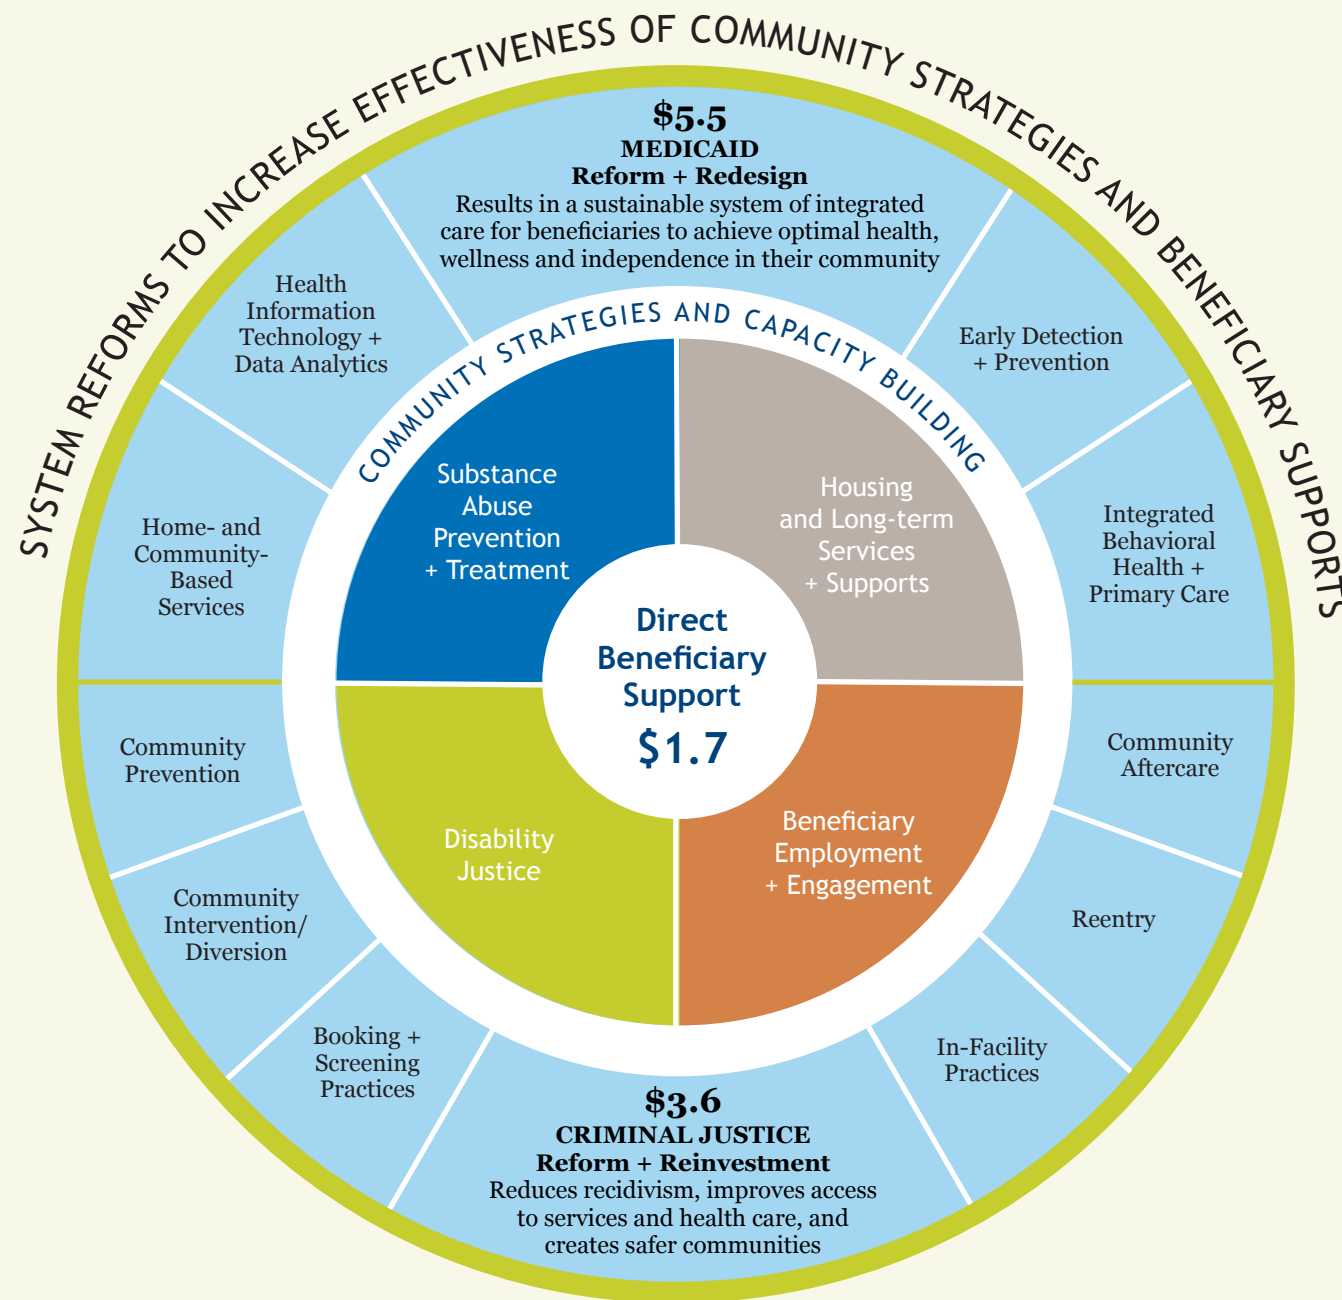 SYSTEM REFORMS TO INCREASE EFFECTIVENESS OF COMMUNITY STRATEGIES AND BENEFICIARY SUPPORTS
$5.5
MEDICAID
Reform + Redesign
Results in a sustainable system of integrated
care for beneficiaries to achieve optimal health,
wellness and independence in their community
Health
Information
Technology +
Data Analytics
Early Detection
+ Prevention
Home- and
Community-
Based
Services
Integrated
Behavioral
Health +
Primary Care
COMMUNITY STRATEGIES AND CAPACITY BUILDING
Substance
Abuse
Prevention
+ Treatment
Housing
and Long-term
Services
+ Supports
Direct
Beneficiary
Support
$1.7
Disability
Justice
Beneficiary
Employment
+ Engagement
Community
Prevention
Community
Aftercare
Community
Intervention/
Diversion
Reentry
Booking +
Screening
Practices
In-Facility
Practices
$3.6
CRIMINAL JUSTICE
Reform + Reinvestment
Reduces recidivism, improves access
to services and health care, and
creates safer communities